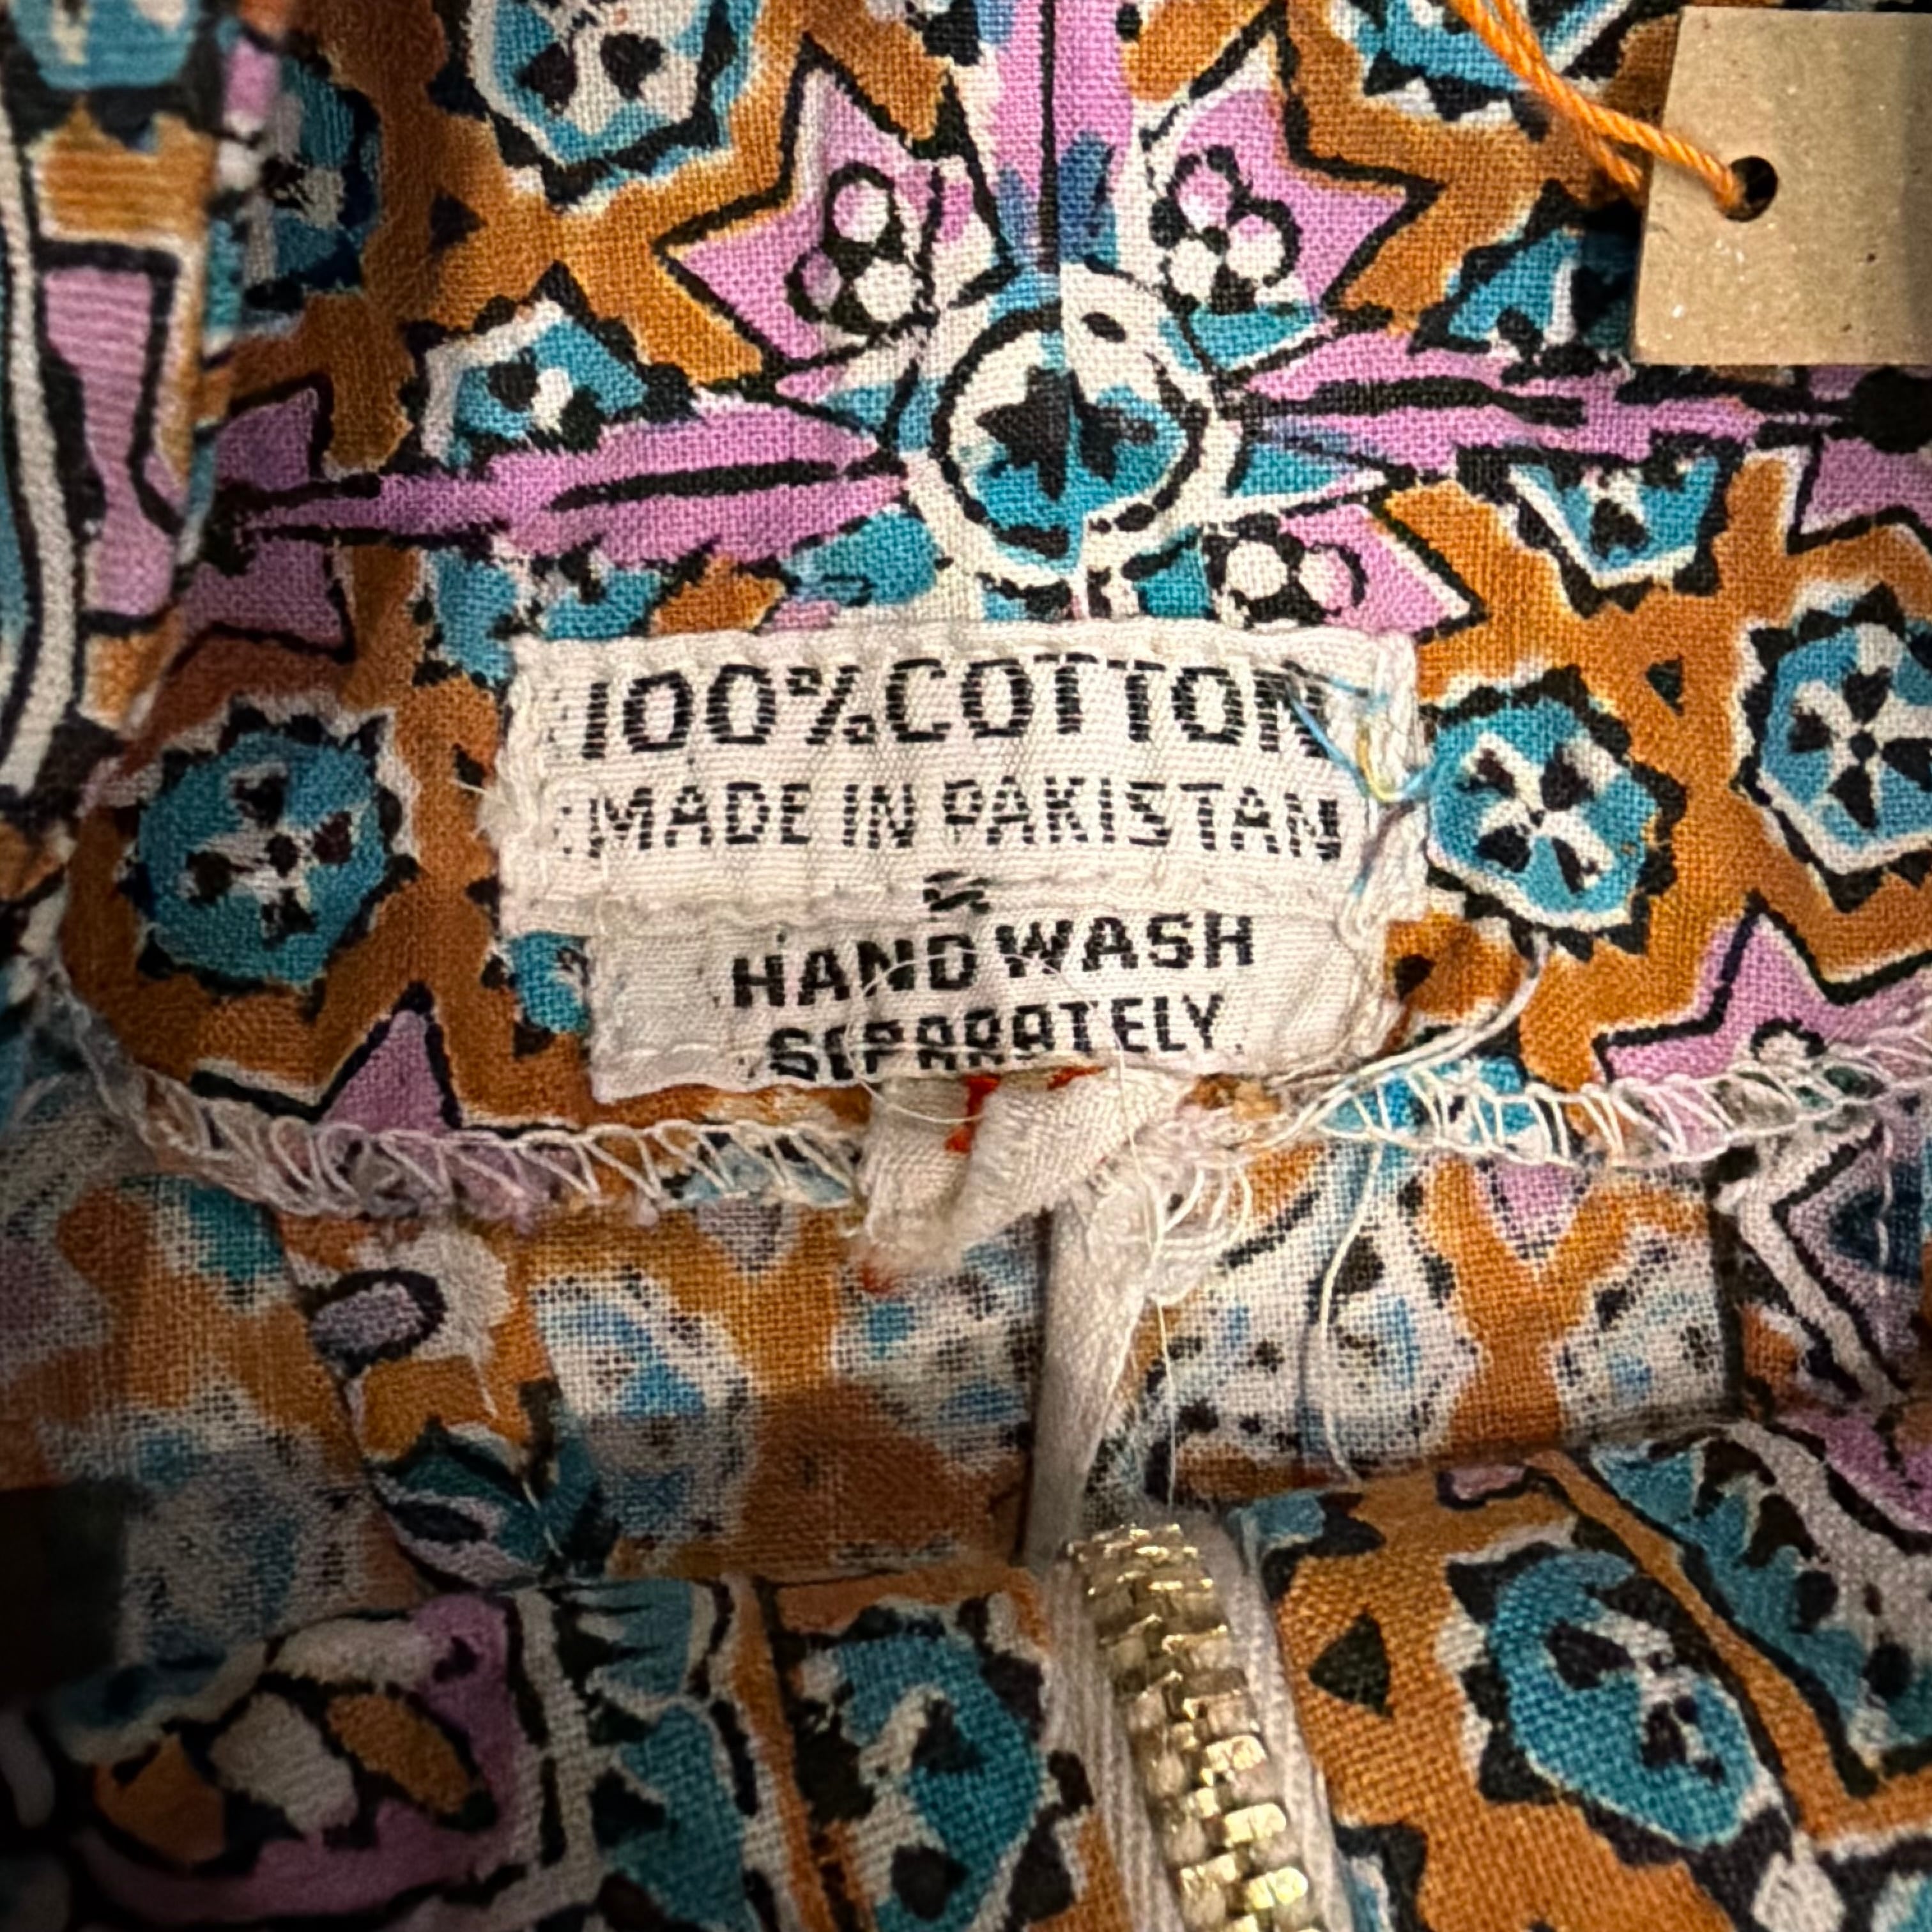 100% COTTON
MADE IN PAKISTAN
S
HAND WASH
SEPARATELY